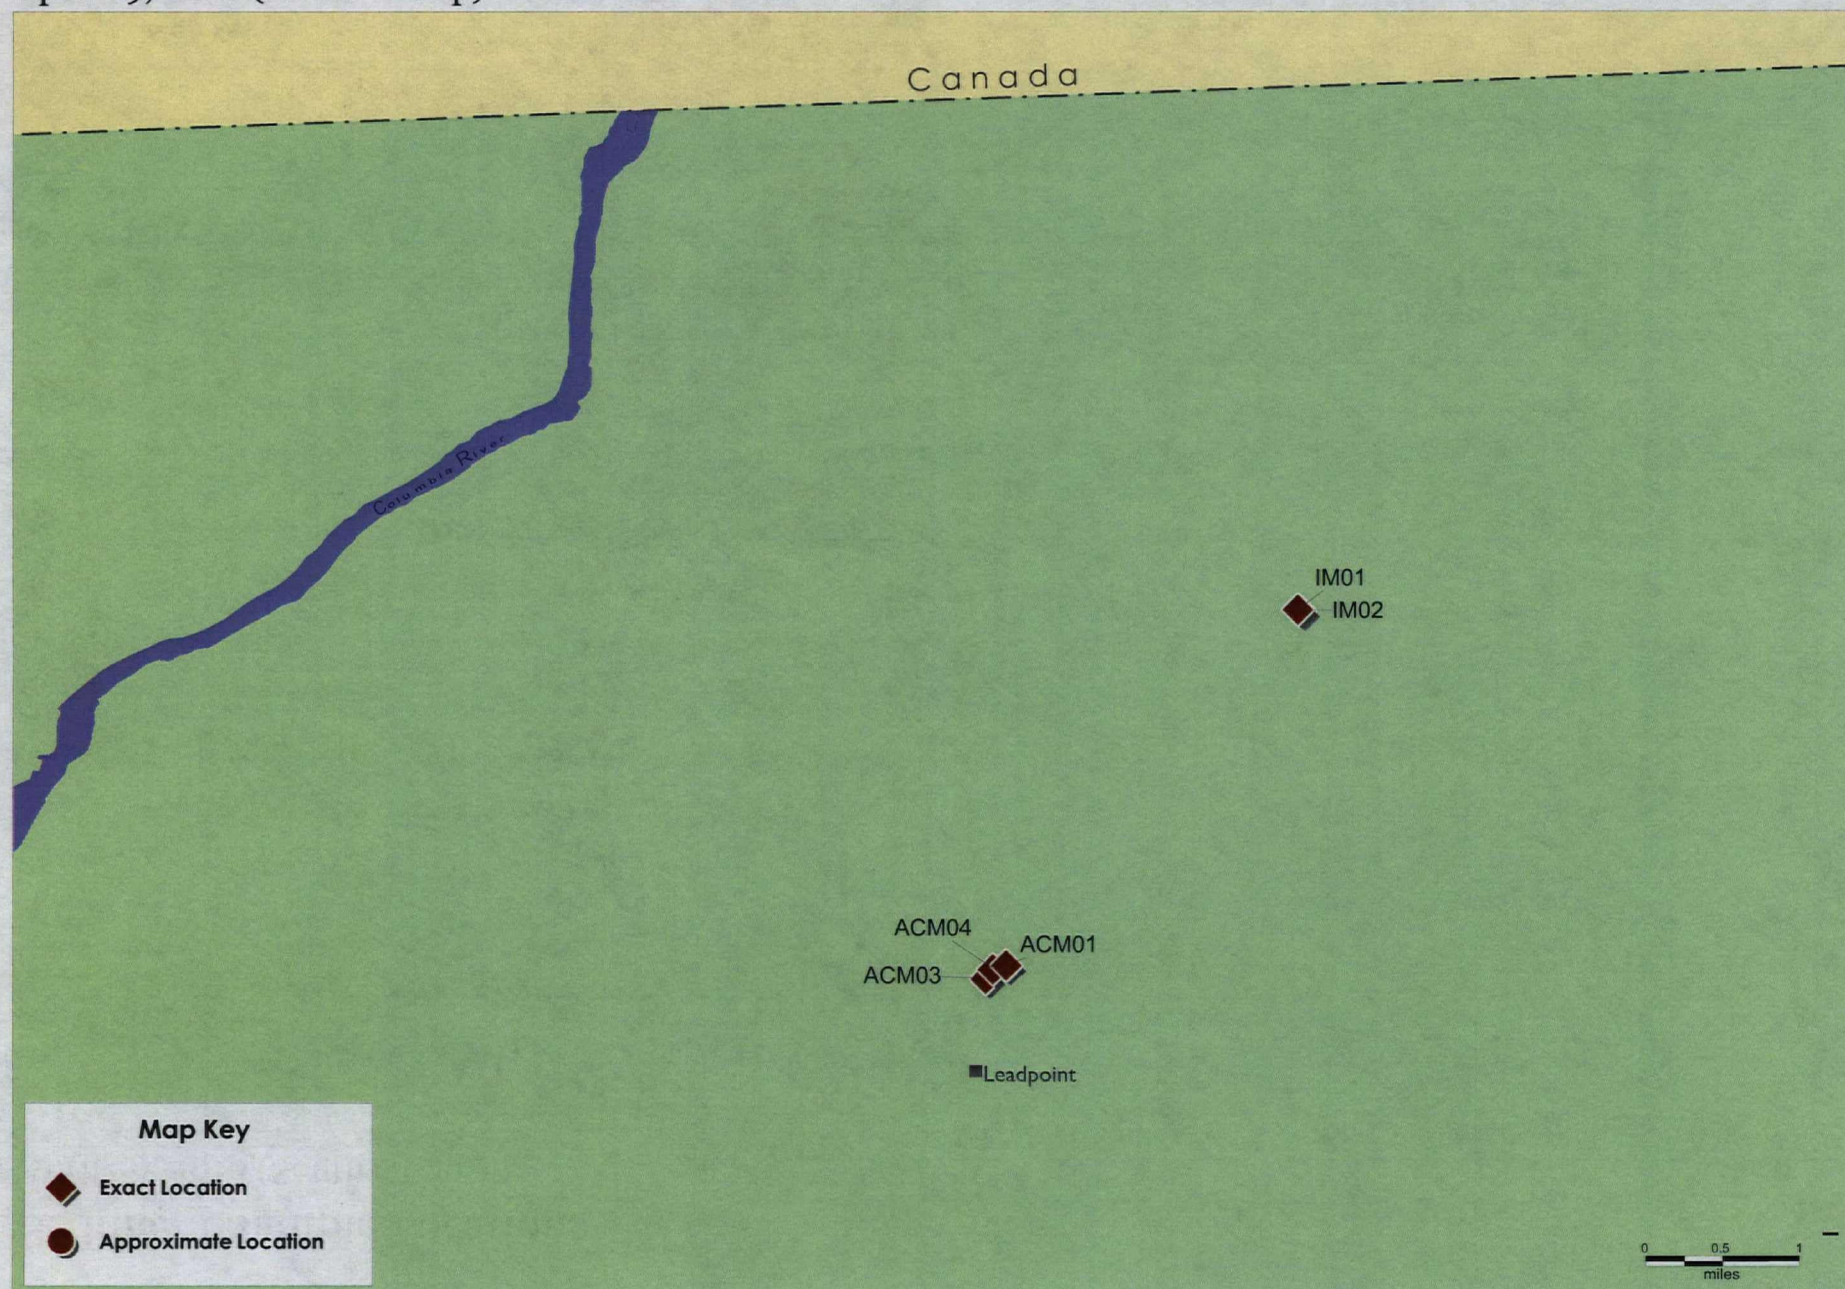 Canada
Columbia River
IM01
IM02
ACM04
ACM01
ACM03
Leadpoint
Map Key
Exact Location
Approximate Location
0 0.5 1
miles